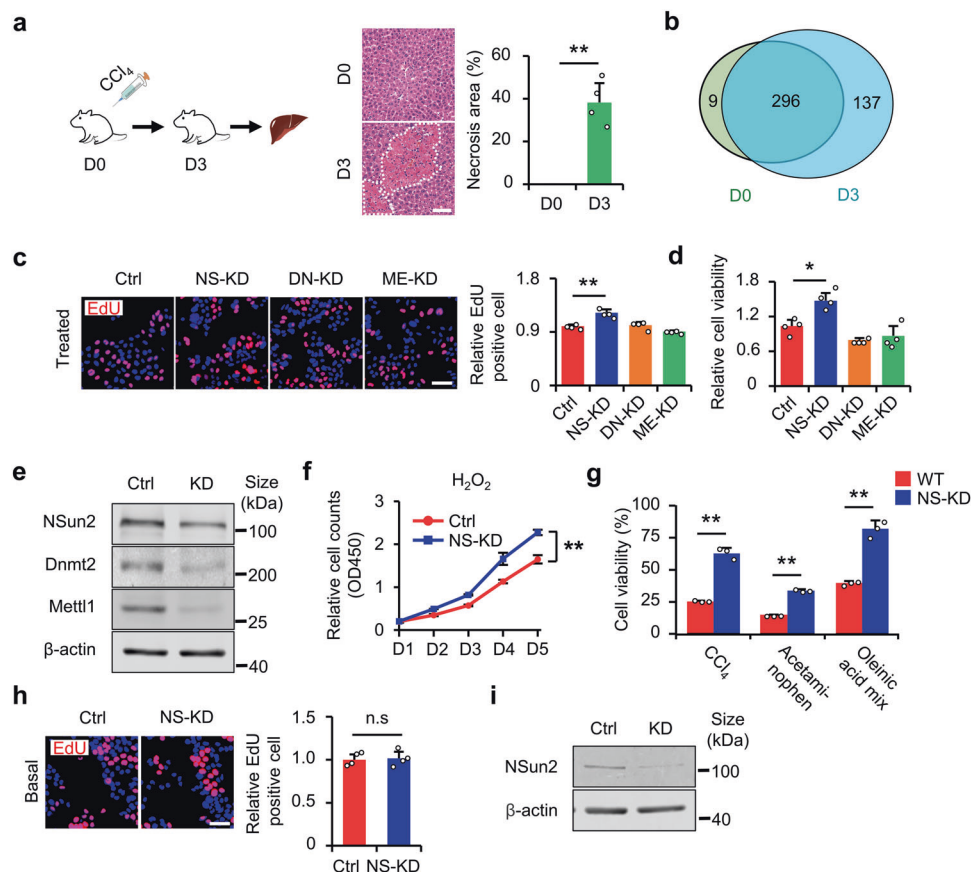 a
CCl4
D0
D3
D0
D3
Necrosis area (%)
60
40
20
0
**
D0
D3
b
9
296
137
D0
D3
c
Ctrl
NS-KD
DN-KD
ME-KD
Treated
EdU
Relative EdU
positive cell
1.8
0.9
0
**
Ctrl
NS-KD
DN-KD
ME-KD
d
Relative cell viability
1.8
1.2
0.6
0
*
Ctrl
NS-KD
DN-KD
ME-KD
e
Ctrl
KD
Size
(kDa)
NSun2
100
Dnmt2
200
Mettl1
25
β-actin
40
f
H2O2
Relative cell counts
(OD450)
3
2
1
0
Ctrl
NS-KD
**
D1
D2
D3
D4
D5
g
WT
NS-KD
Cell viability (%)
100
75
50
25
0
**
**
**
CCl4
Acetami-
nophen
Oleinic
acid mix
h
Ctrl
NS-KD
Basal
EdU
Relative EdU
positive cell
1.5
1.0
0.5
0
n.s
Ctrl
NS-KD
i
Ctrl
KD
Size
(kDa)
NSun2
100
β-actin
40